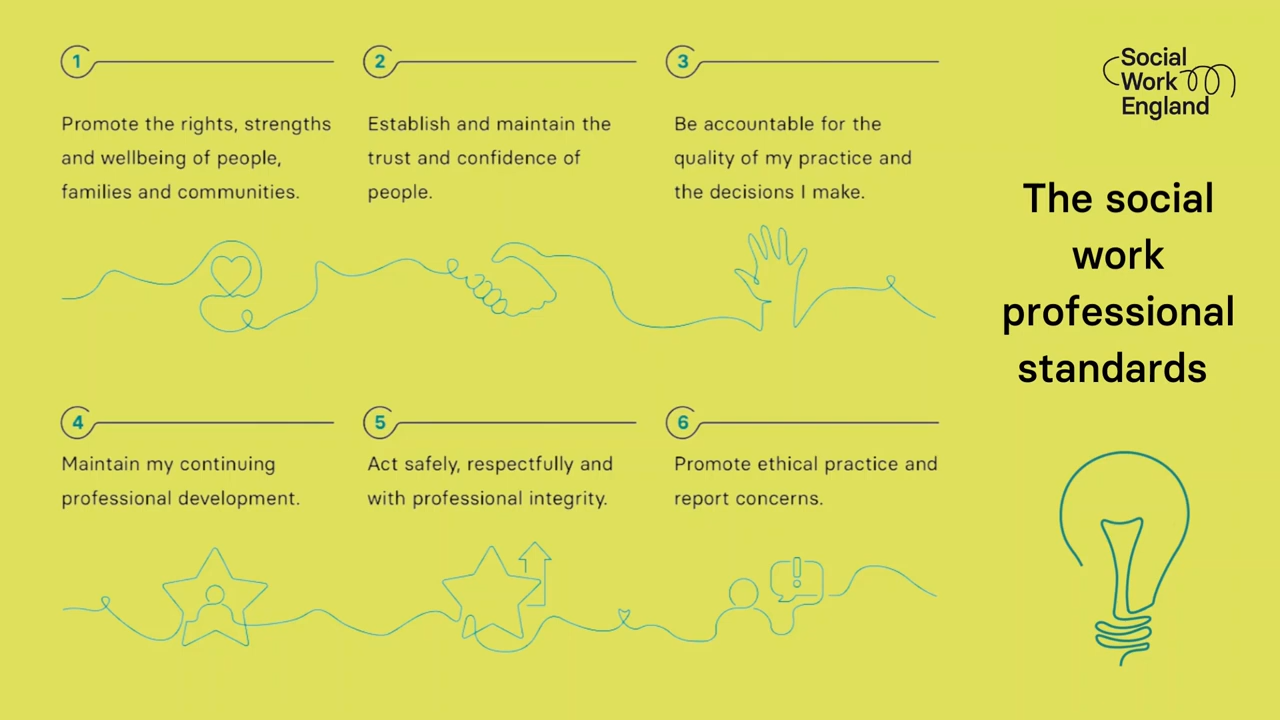 1
Promote the rights, strengths
and wellbeing of people,
families and communities.
2
Establish and maintain the
trust and confidence of
people.
3
Be accountable for the
quality of my practice and
the decisions I make.
4
Maintain my continuing
professional development.
5
Act safely, respectfully and
with professional integrity.
6
Promote ethical practice and
report concerns.
Social
Work
England
The social
work
professional
standards